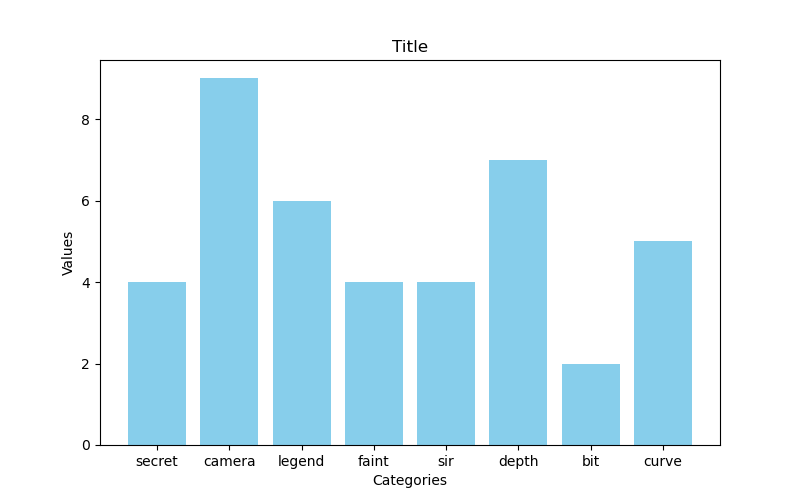 Title
Values
8
6
4
2
0
secret camera legend faint sir depth bit curve
Categories